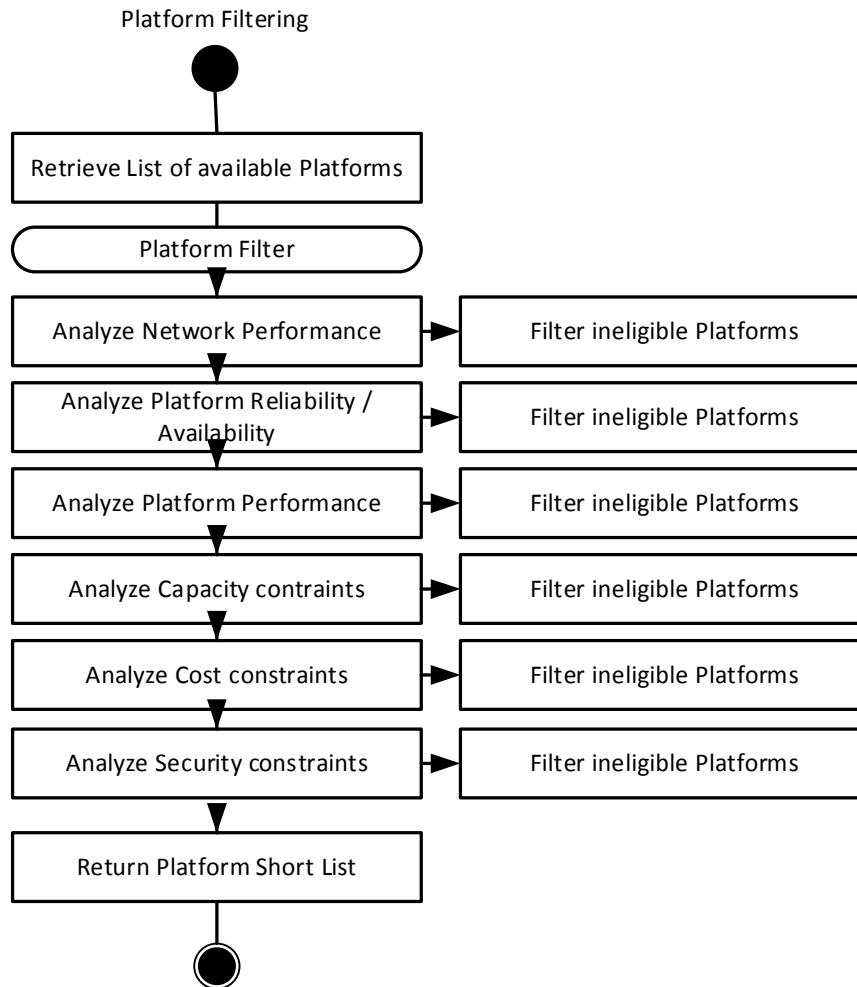 Platform Filtering
Retrieve List of available Platforms
Platform Filter
Analyze Network Performance
Filter ineligible Platforms
Analyze Platform Reliability /
Availability
Filter ineligible Platforms
Analyze Platform Performance
Filter ineligible Platforms
Analyze Capacity contraints
Filter ineligible Platforms
Analyze Cost constraints
Filter ineligible Platforms
Analyze Security constraints
Filter ineligible Platforms
Return Platform Short List